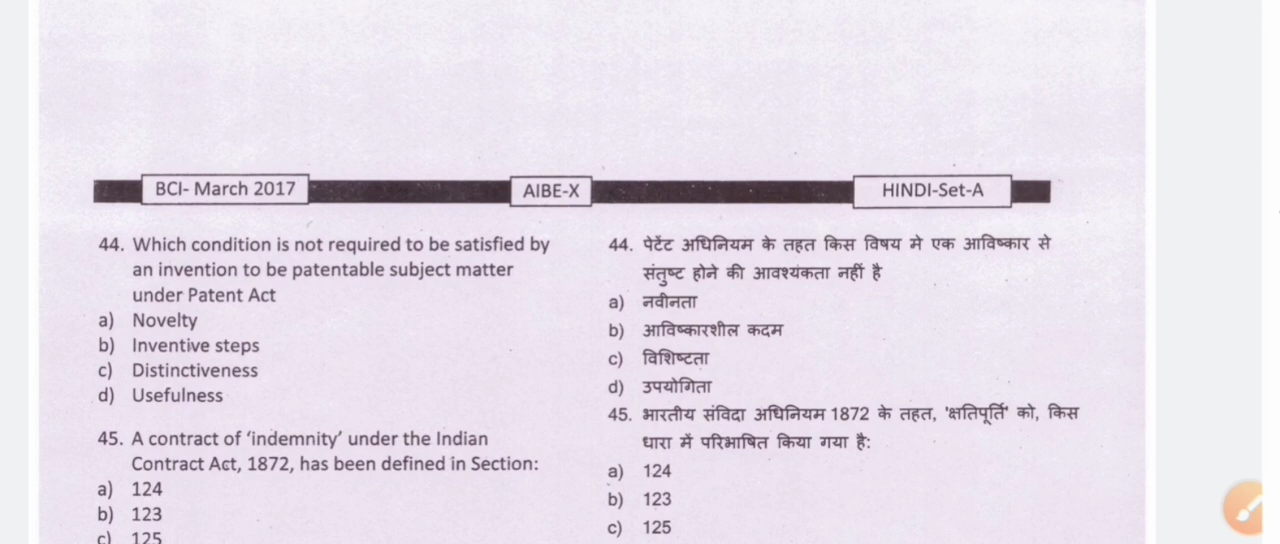 BCI- March 2017
AIBE-X
HINDI-Set-A
44. Which condition is not required to be satisfied by
an invention to be patentable subject matter
under Patent Act
a) Novelty
b) Inventive steps
c) Distinctiveness
d) Usefulness
45. A contract of ‘indemnity’ under the Indian
Contract Act, 1872, has been defined in Section:
a) 124
b) 123
c) 125
44. पेटेंट अधिनियम के तहत किस विषय मे एक आविष्कार से
संतुष्ट होने की आवश्यंकता नहीं है
a) नवीनता
b) आविष्कारशील कदम
c) विशिष्टता
d) उपयोगिता
45. भारतीय संविदा अधिनियम 1872 के तहत, 'क्षतिपूर्ति' को, किस
धारा में परिभाषित किया गया है:
a) 124
b) 123
c) 125